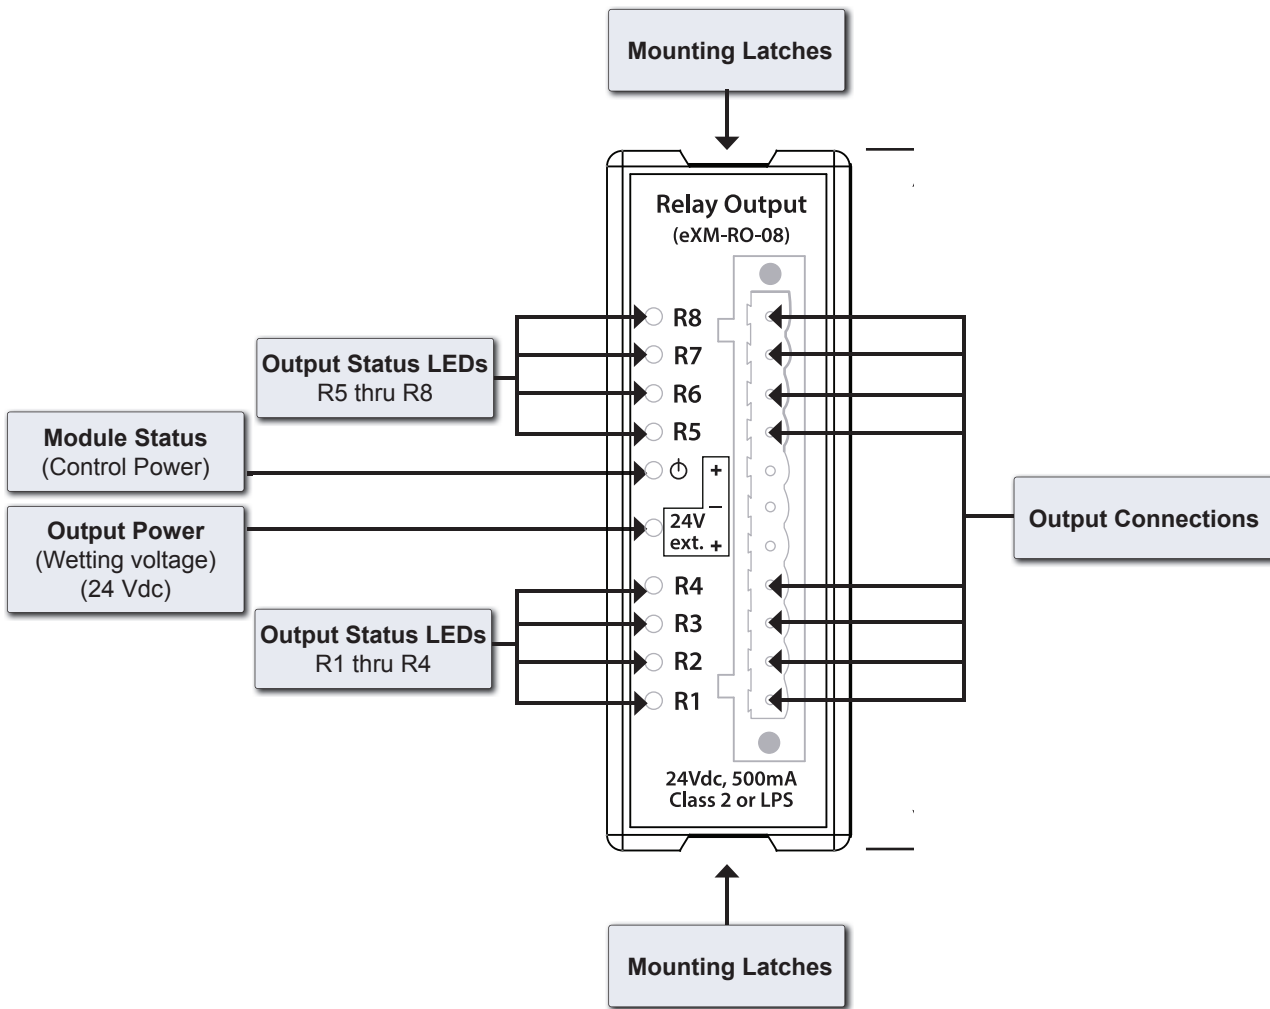 Mounting Latches
Relay Output
(eXM-RO-08)
R8
R7
R6
R5
+
−
24V
ext. +
R4
R3
R2
R1
24Vdc, 500mA
Class 2 or LPS
Output Status LEDs
R5 thru R8
Module Status
(Control Power)
Output Power
(Wetting voltage)
(24 Vdc)
Output Status LEDs
R1 thru R4
Output Connections
Mounting Latches